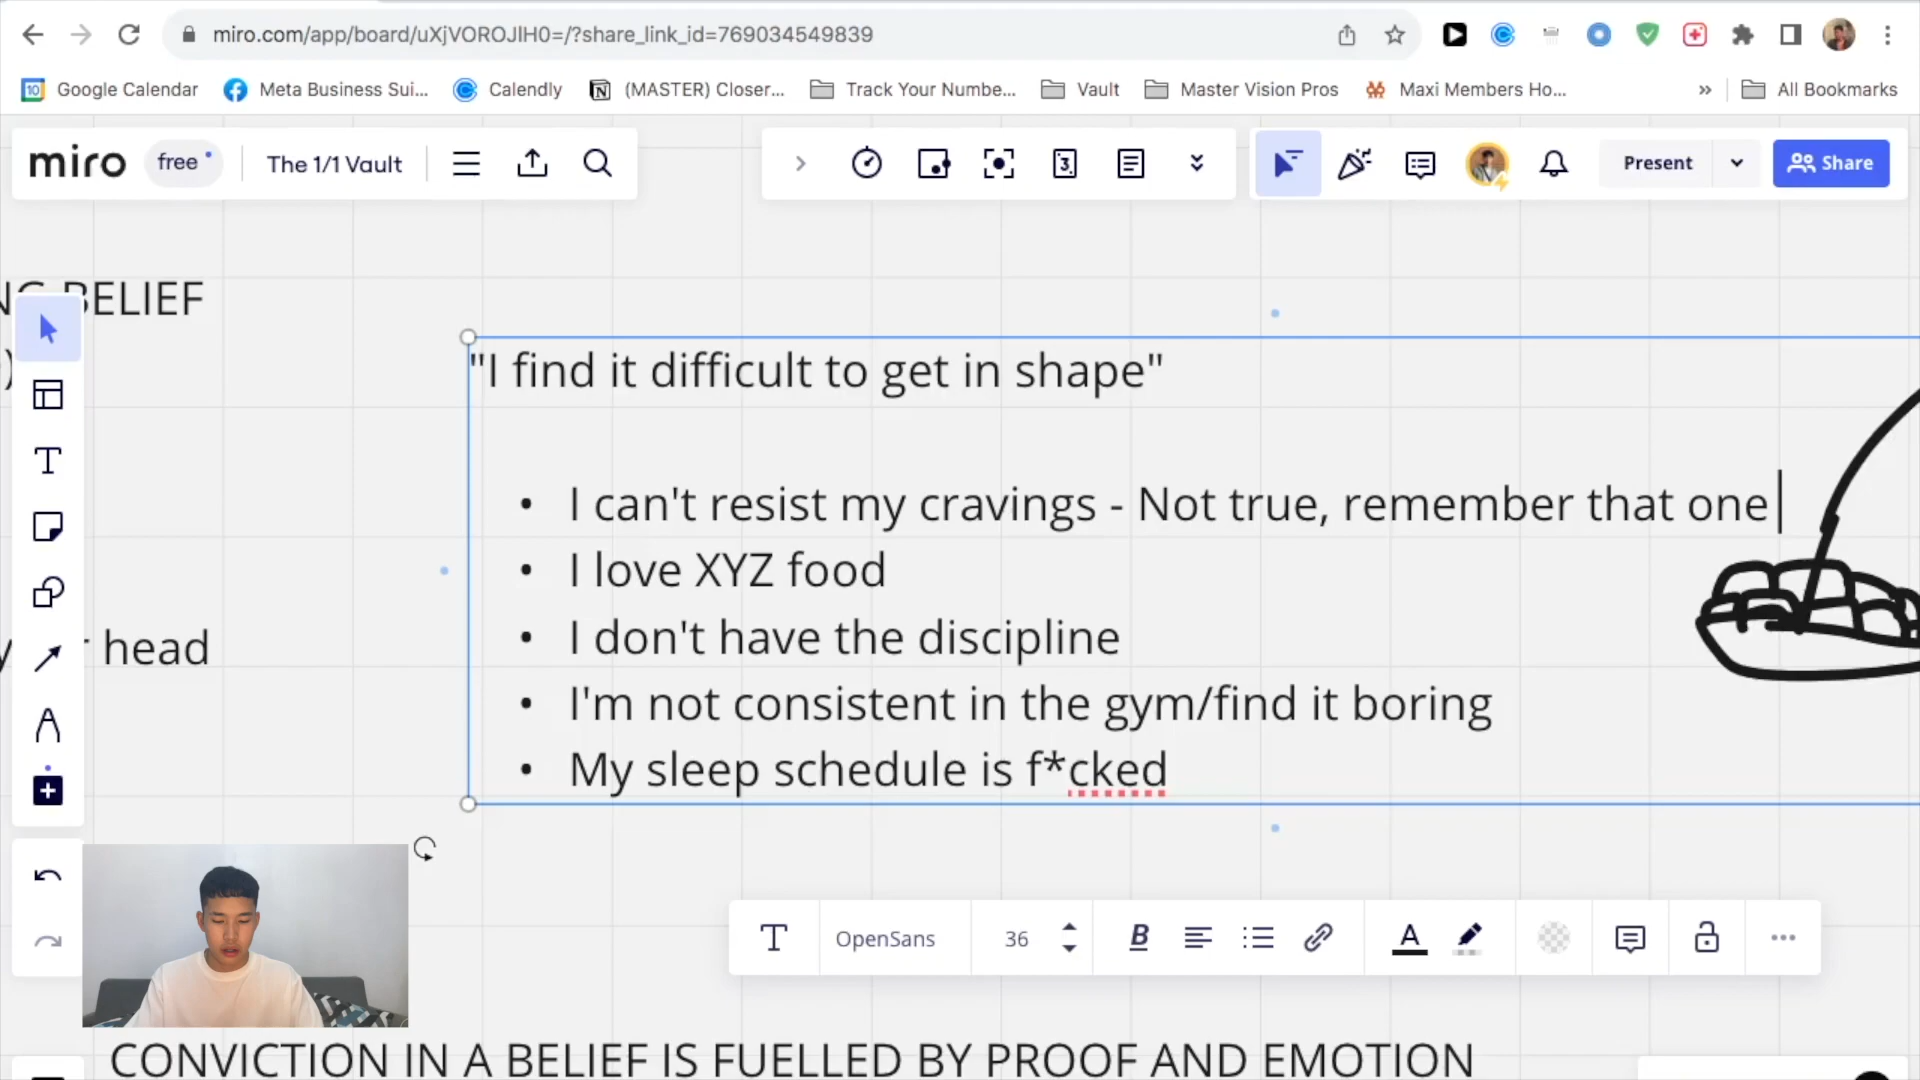 miro.com/app/board/uXjVOROJlH0=/?share_link_id=769034549839
10 Google Calendar Meta Business Sui... Calendly (MASTER) Closer... Track Your Numbe... Vault Master Vision Pros Maxi Members Ho... » All Bookmarks
miro free The 1/1 Vault 3 Present Share
BELIEF
"I find it difficult to get in shape"
• I can't resist my cravings - Not true, remember that one
• I love XYZ food
• I don't have the discipline
head
• I'm not consistent in the gym/find it boring
• My sleep schedule is f*cked
OpenSans 36 B A
CONVICTION IN A BELIEF IS FUELLED BY PROOF AND EMOTION